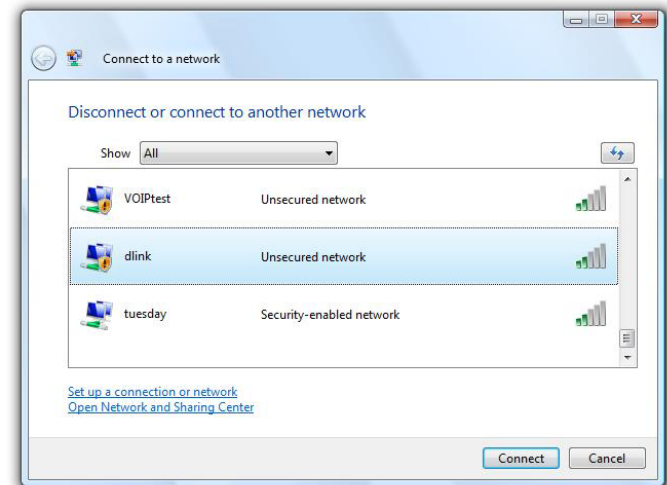 Connect to a network
Disconnect or connect to another network
Show All
VOIPtest Unsecured network
dlink Unsecured network
tuesday Security-enabled network
Set up a connection or network
Open Network and Sharing Center
Connect Cancel